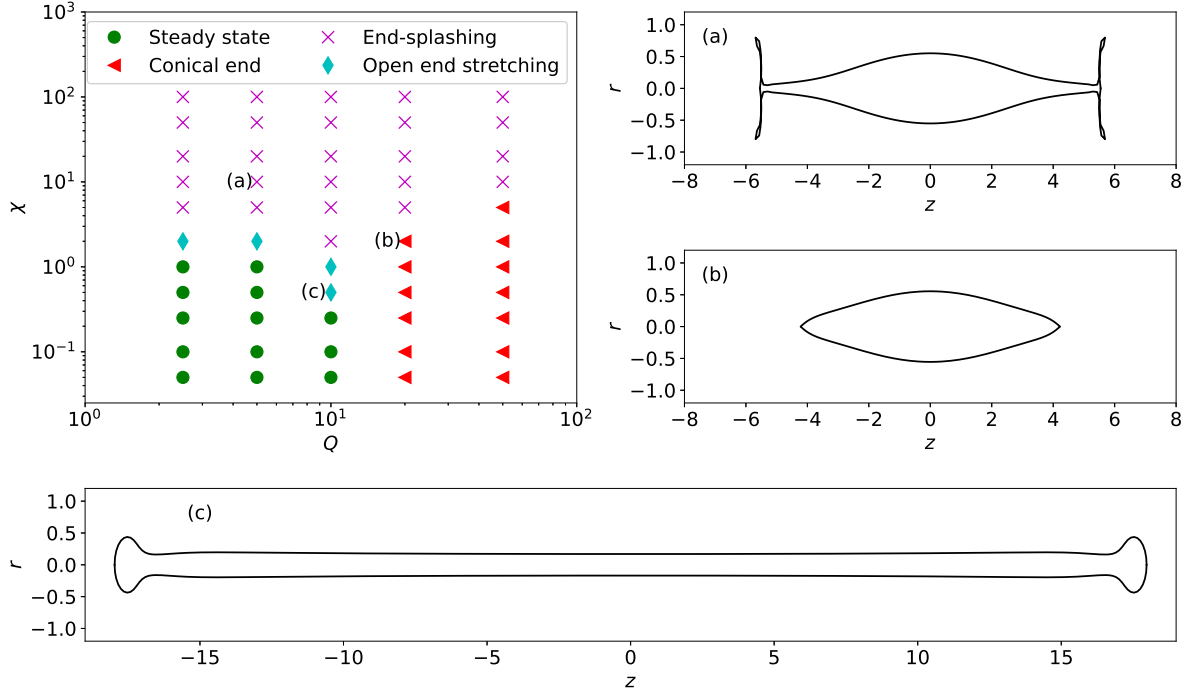 10³
Steady state End-splashing
Conical end Open end stretching
10²
(a)
10¹
χ
(b)
10⁰
(c)
10⁻¹
10⁰ 10¹ 10²
Q
(a)
1.0
0.5
r 0.0
−0.5
−1.0
−8 −6 −4 −2 0 2 4 6 8
z
(b)
1.0
0.5
r 0.0
−0.5
−1.0
−8 −6 −4 −2 0 2 4 6 8
z
(c)
1.0
0.5
r 0.0
−0.5
−1.0
−15 −10 −5 0 5 10 15
z